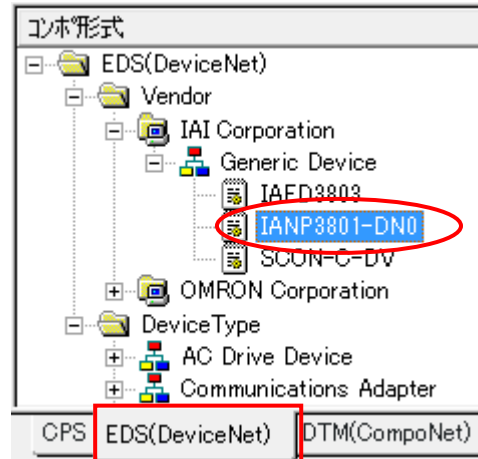 コンポ形式
EDS(DeviceNet)
Vendor
IAI Corporation
Generic Device
IAFD3803
IANP3801-DN0
SCON-C-DV
OMRON Corporation
DeviceType
AC Drive Device
Communications Adapter
CPS EDS(DeviceNet) DTM(CompoNet)